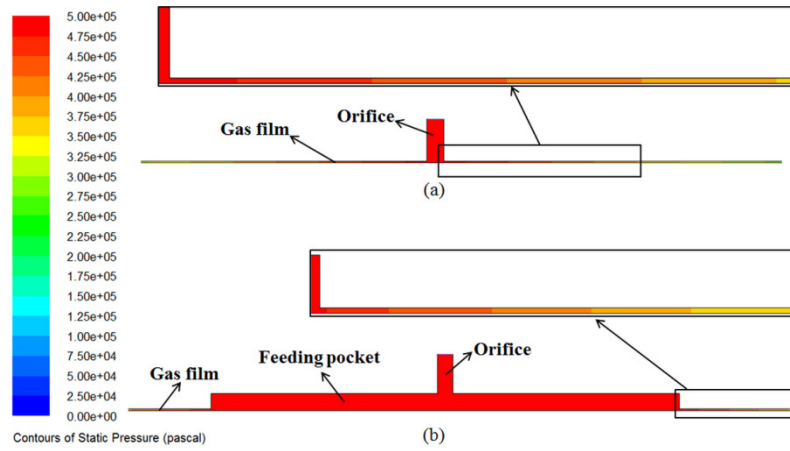 5.00e+05
4.75e+05
4.50e+05
4.25e+05
4.00e+05
3.75e+05
3.50e+05
3.25e+05
3.00e+05
2.75e+05
2.50e+05
2.25e+05
2.00e+05
1.75e+05
1.50e+05
1.25e+05
1.00e+05
7.50e+04
5.00e+04
2.50e+04
0.00e+00
Contours of Static Pressure (pascal)
Orifice
Gas film
(a)
Feeding pocket
Orifice
Gas film
(b)